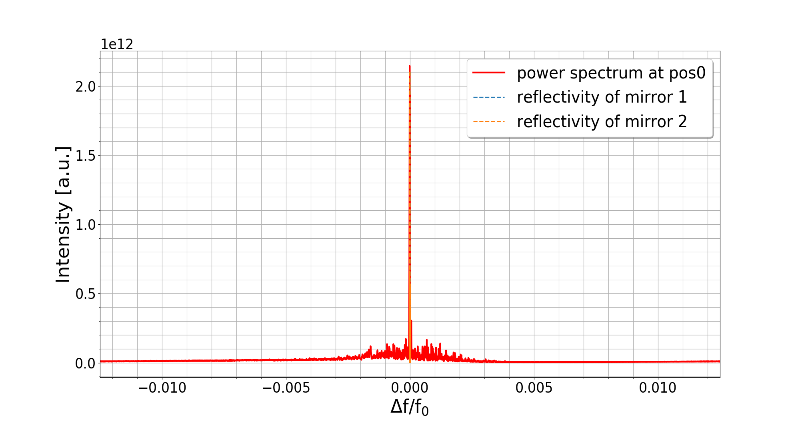 1e12
power spectrum at pos0
reflectivity of mirror 1
reflectivity of mirror 2
Intensity [a.u.]
2.0
1.5
1.0
0.5
0.0
−0.010 −0.005 0.000 0.005 0.010
Δf/f₀